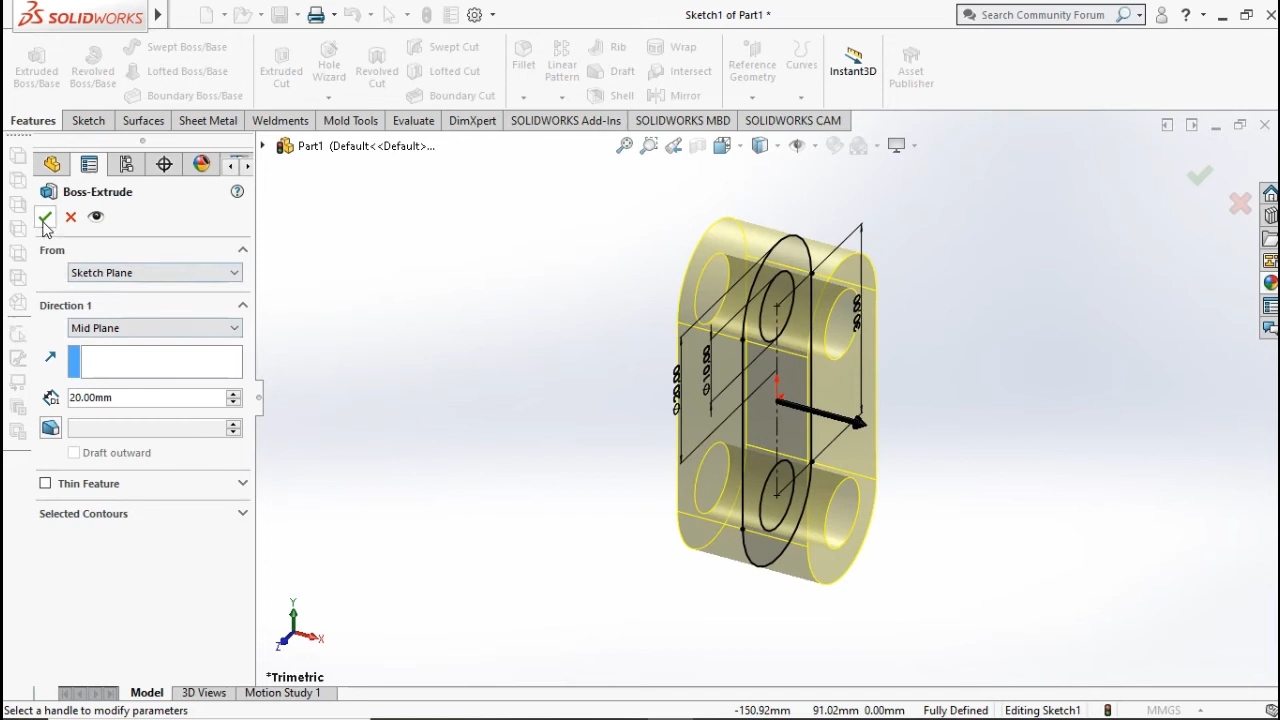 SOLIDWORKS
Sketch1 of Part1 *
Search Community Forum
?
Extruded Boss/Base
Revolved Boss/Base
Swept Boss/Base
Lofted Boss/Base
Boundary Boss/Base
Extruded Cut
Hole Wizard
Revolved Cut
Swept Cut
Lofted Cut
Boundary Cut
Fillet
Linear Pattern
Rib
Draft
Shell
Wrap
Intersect
Mirror
Reference Geometry
Curves
Instant3D
Asset Publisher
Features
Sketch
Surfaces
Sheet Metal
Weldments
Mold Tools
Evaluate
DimXpert
SOLIDWORKS Add-Ins
SOLIDWORKS MBD
SOLIDWORKS CAM
Part1 (Default<<Default>...
Boss-Extrude
?
From
Sketch Plane
Direction 1
Mid Plane
D1
20.00mm
Draft outward
Thin Feature
Selected Contours
Ø20.00
Ø10.00
Y
X
Z
*Trimetric
Model
3D Views
Motion Study 1
Select a handle to modify parameters
-150.92mm
91.02mm 0.00mm
Fully Defined
Editing Sketch1
MMGS